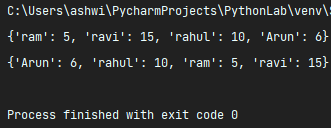 C:\Users\ashwi\PycharmProjects\PythonLab\venv\
{'ram': 5, 'ravi': 15, 'rahul': 10, 'Arun': 6}
{'Arun': 6, 'rahul': 10, 'ram': 5, 'ravi': 15}
Process finished with exit code 0